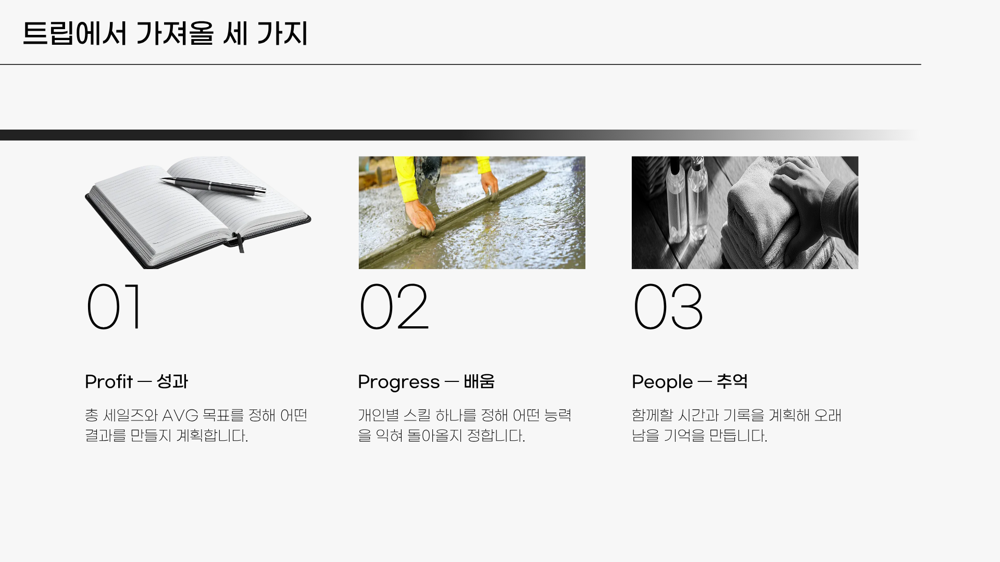 트립에서 가져올 세 가지
01
Profit — 성과
총 세일즈와 AVG 목표를 정해 어떤
결과를 만들지 계획합니다.
02
Progress — 배움
개인별 스킬 하나를 정해 어떤 능력
을 익혀 돌아올지 정합니다.
03
People — 추억
함께할 시간과 기록을 계획해 오래
남을 기억을 만듭니다.